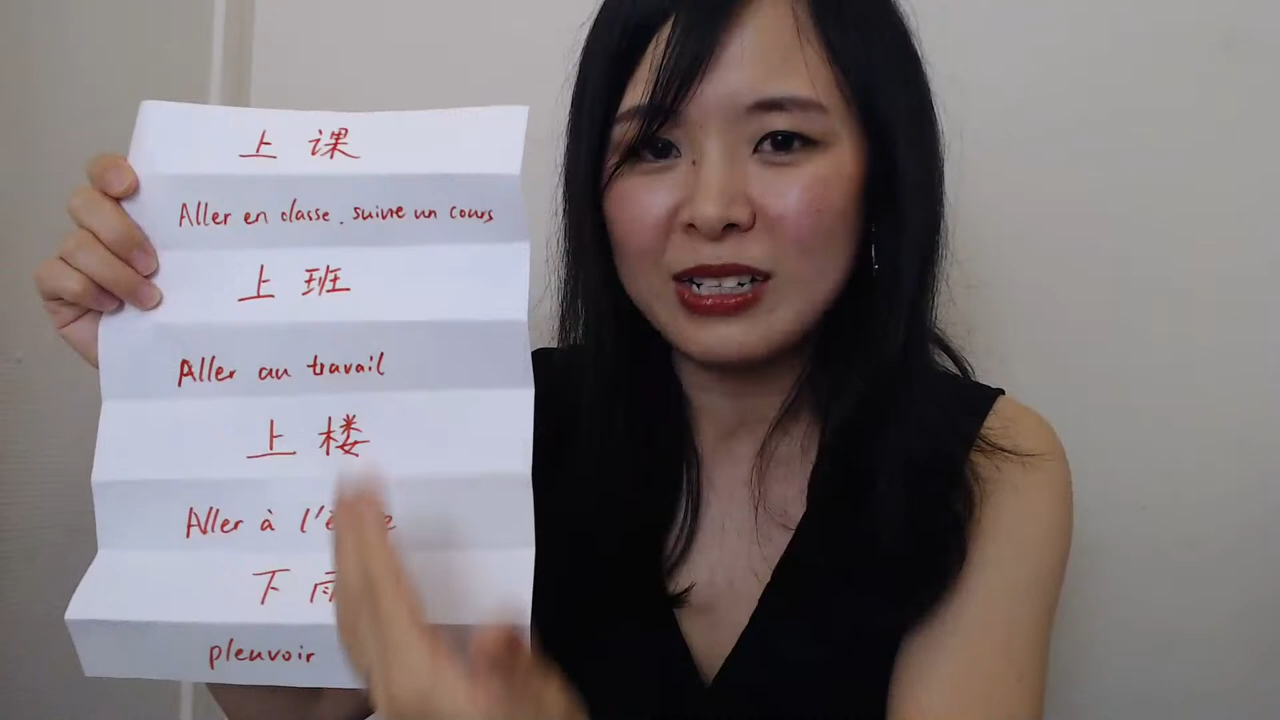 上 课
Aller en classe. suivre un cours
上 班
Aller au travail
上 楼
Aller à
下
pleuvoir